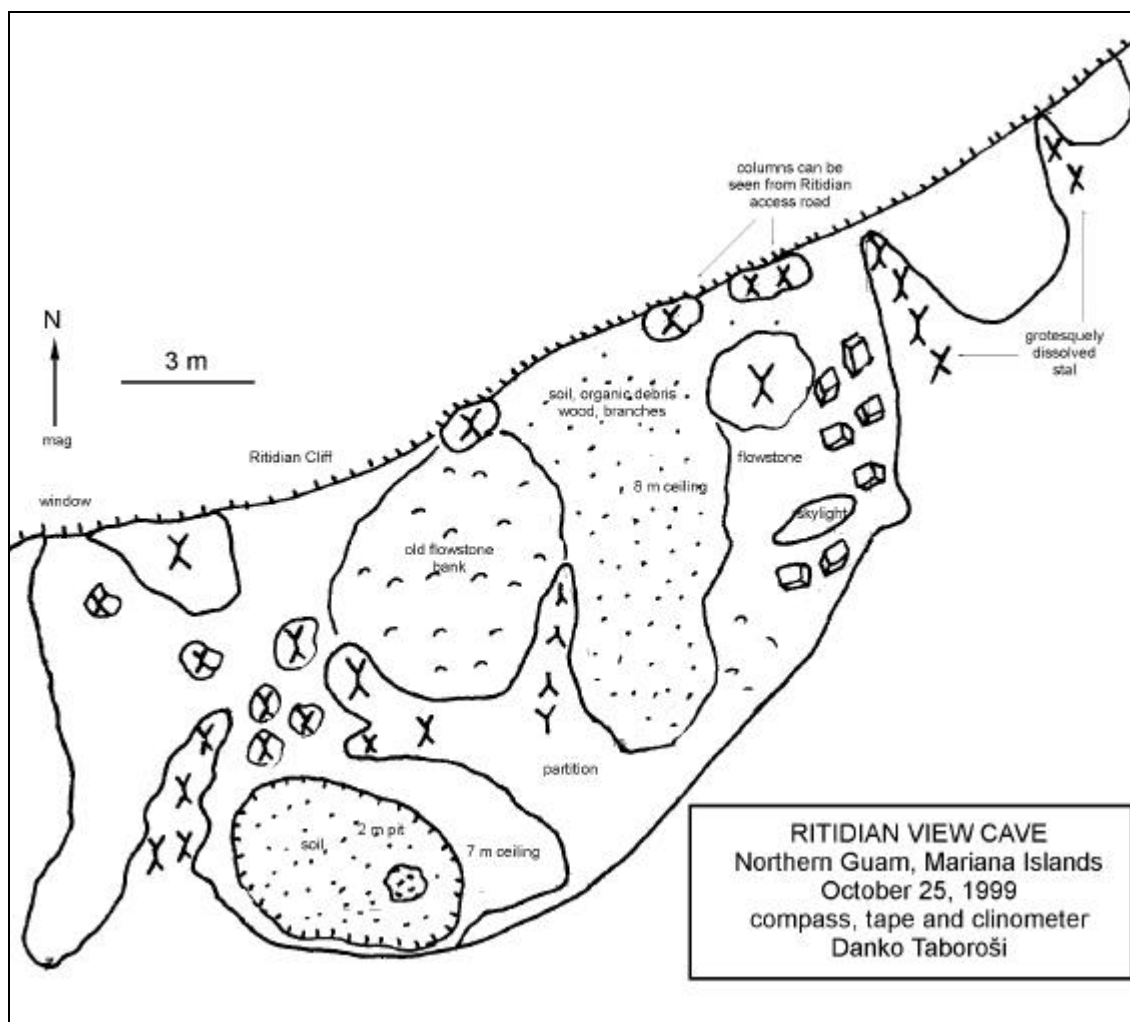 columns can be
seen from Ritidian
access road
N
3 m
mag
grotesquely
dissolved
stal
soil, organic debris
wood, branches
Ritidian Cliff
flowstone
window
8 m ceiling
skylight
old flowstone
bank
partition
2 m pit
soil
7 m ceiling
RITIDIAN VIEW CAVE
Northern Guam, Mariana Islands
October 25, 1999
compass, tape and clinometer
Danko Taboroši